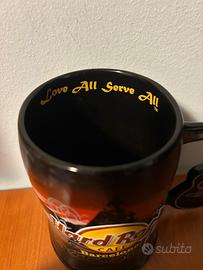 Love All Serve All
Hard Rock
CAFE
Barcelona
subito